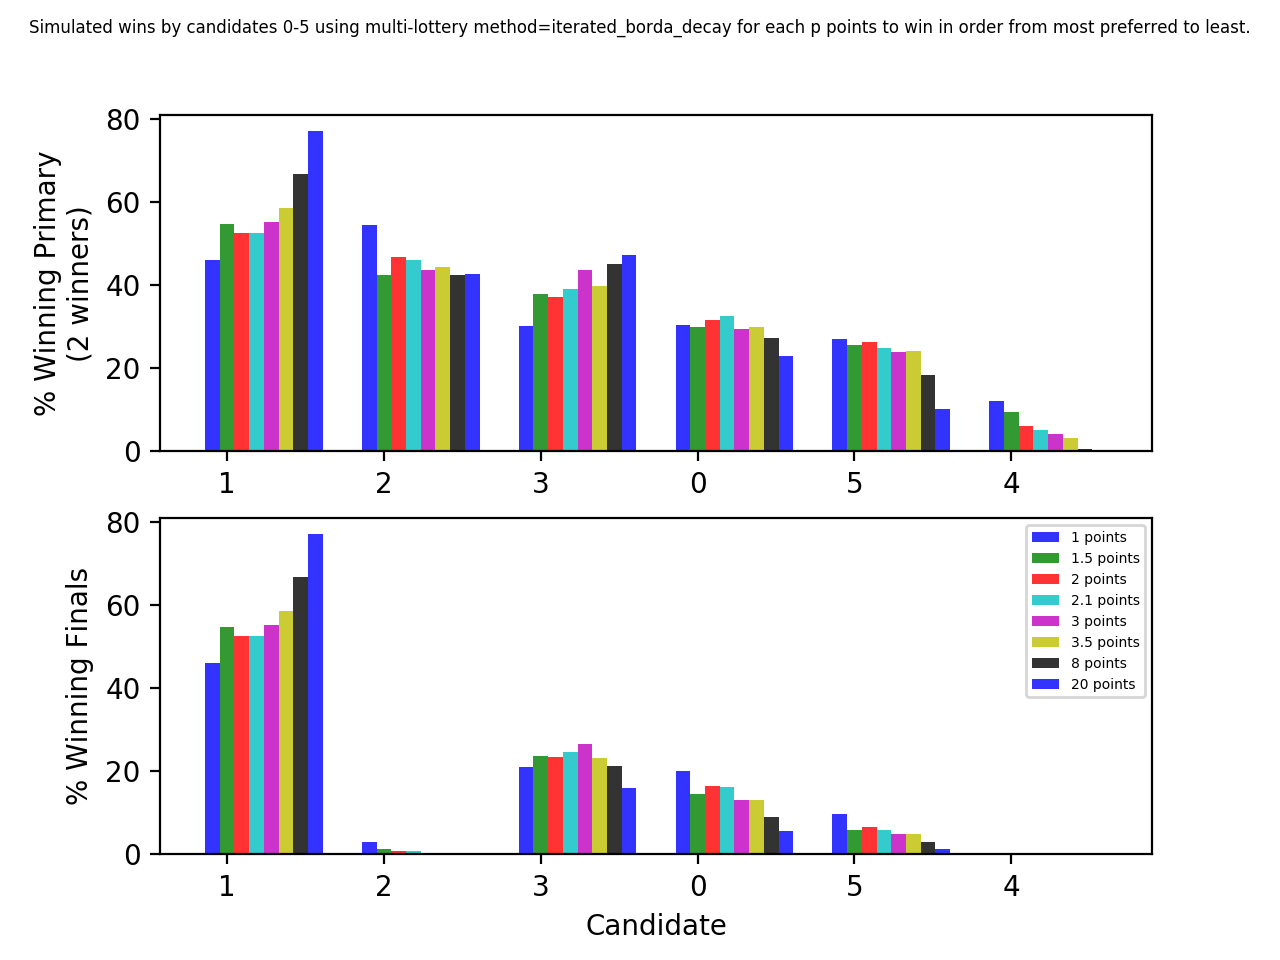 Simulated wins by candidates 0-5 using multi-lottery method=iterated_borda_decay for each p points to win in order from most preferred to least.
% Winning Primary
(2 winners)
80
60
40
20
0
1 2 3 0 5 4
% Winning Finals
80
60
40
20
0
1 points
1.5 points
2 points
2.1 points
3 points
3.5 points
8 points
20 points
1 2 3 0 5 4
Candidate